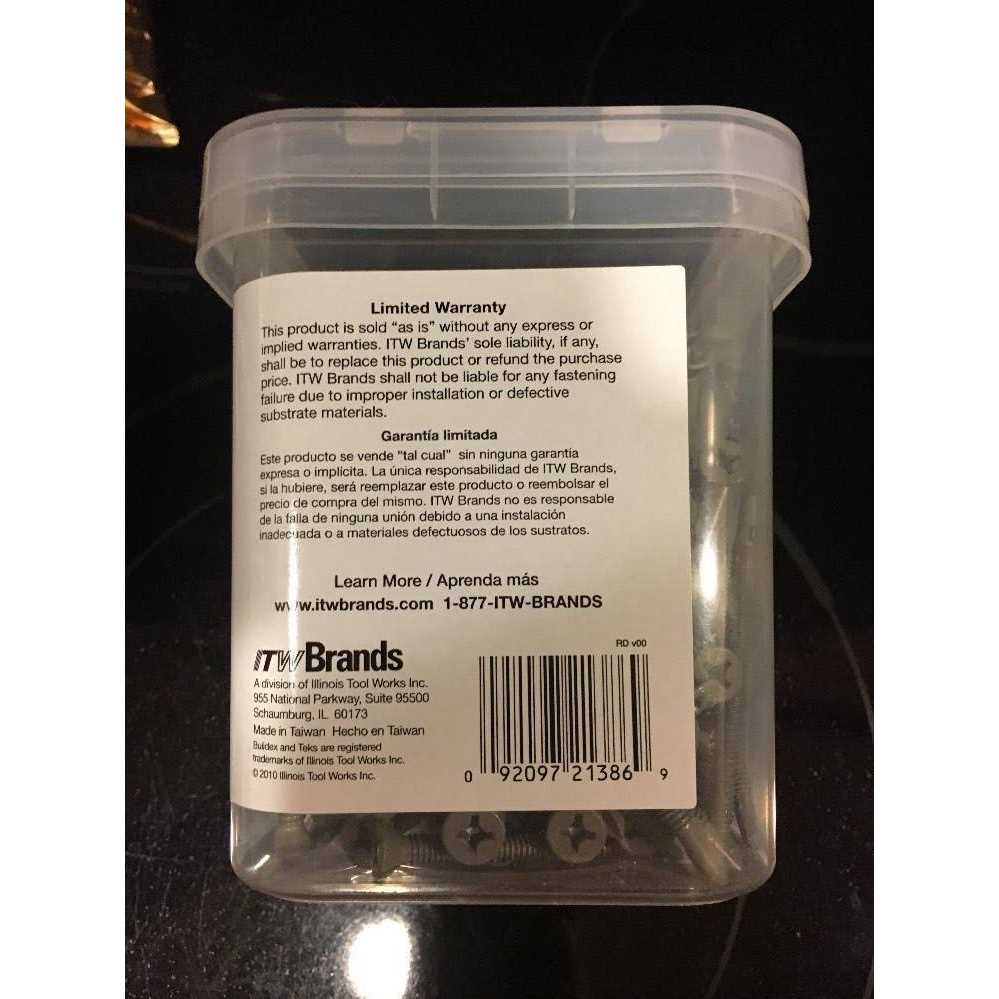 Limited Warranty
This product is sold "as is" without any express or
implied warranties. ITW Brands' sole liability, if any,
shall be to replace this product or refund the purchase
price. ITW Brands shall not be liable for any fastening
failure due to improper installation or defective
substrate materials.
Garantía limitada
Este producto se vende "tal cual" sin ninguna garantía
expresa o implícita. La única responsabilidad de ITW Brands,
si la hubiere, será reemplazar este producto o reembolsar el
precio de compra del mismo. ITW Brands no es responsable
de la falla de ninguna unión debido a una instalación
inadecuada o a materiales defectuosos de los sustratos.
Learn More / Aprenda más
www.itwbrands.com 1-877-ITW-BRANDS
RD v00
ITW Brands
A division of Illinois Tool Works Inc.
955 National Parkway, Suite 95500
Schaumburg, IL 60173
Made in Taiwan Hecho en Taiwan
Buildex and Teks are registered
trademarks of Illinois Tool Works Inc.
© 2010 Illinois Tool Works Inc.
0 92097 21386 9